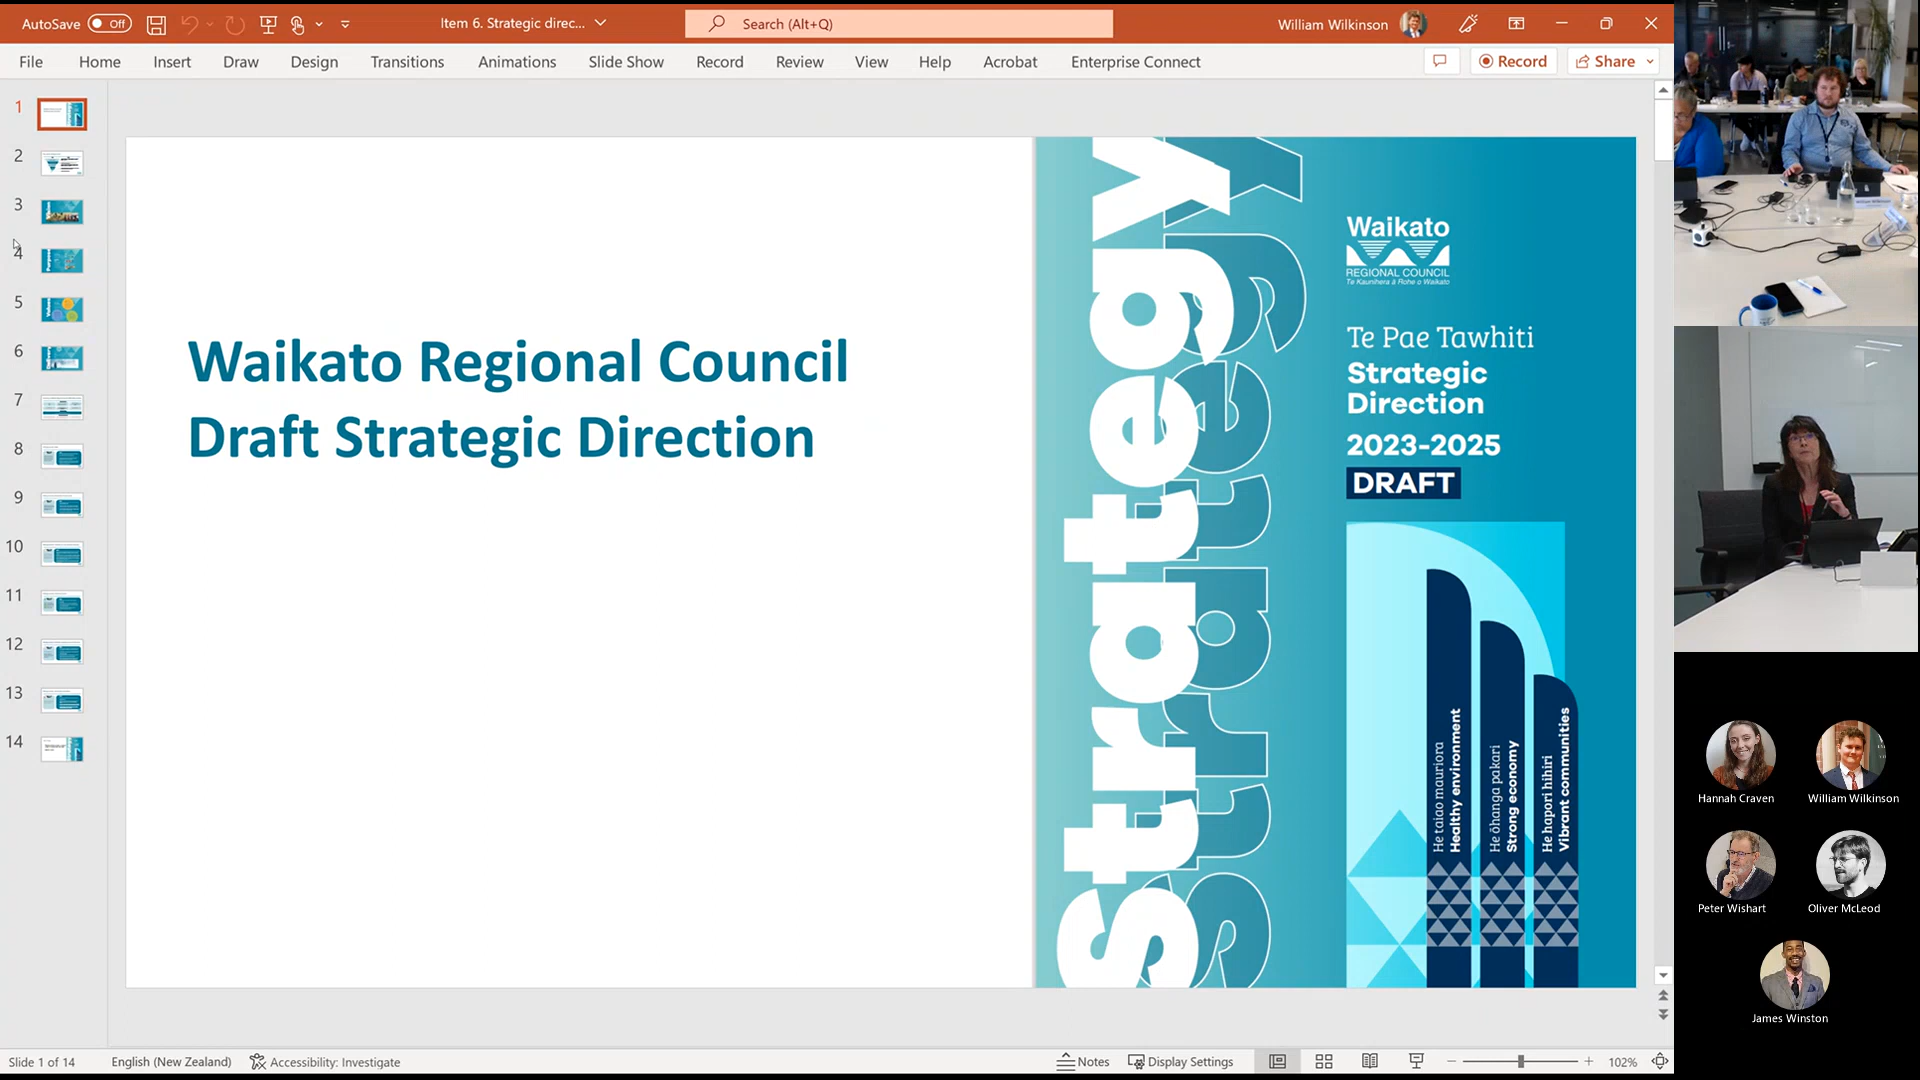 AutoSave Off
Item 6. Strategic direc...
Search (Alt+Q)
William Wilkinson
File Home Insert Draw Design Transitions Animations Slide Show Record Review View Help Acrobat Enterprise Connect
Record
Share
1
2
3
4
5
6
7
8
9
10
11
12
13
14
Waikato Regional Council
Draft Strategic Direction
Strategy
Strategy
Waikato
REGIONAL COUNCIL
Te Kaunihera ā Rohe o Waikato
Te Pae Tawhiti
Strategic
Direction
2023-2025
DRAFT
He taiao mauriora
Healthy environment
He ōhanga pakari
Strong economy
He hapori hihiri
Vibrant communities
Hannah Craven
William Wilkinson
Peter Wishart
Oliver McLeod
James Winston
Slide 1 of 14
English (New Zealand)
Accessibility: Investigate
Notes
Display Settings
102%